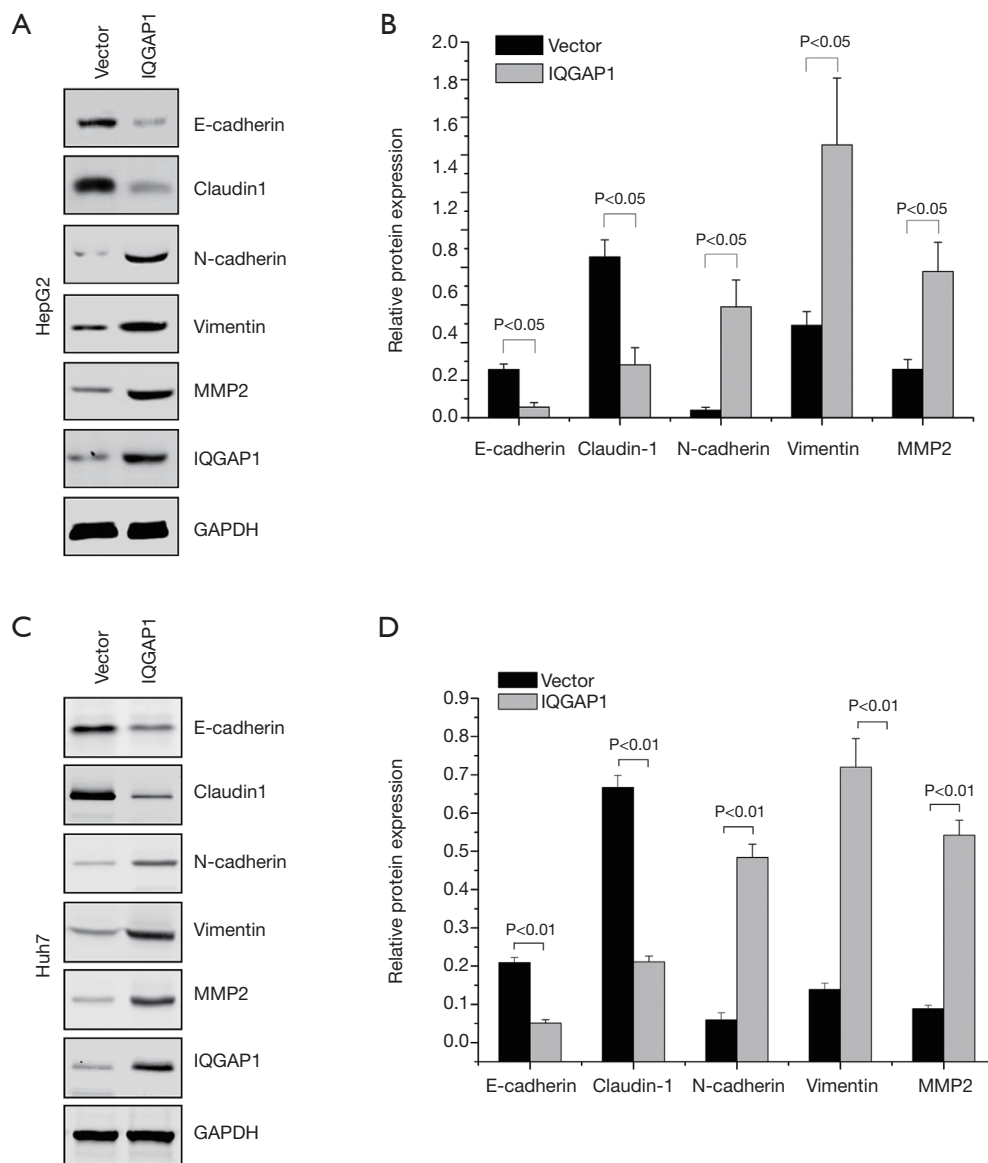 A
Vector
IQGAP1
E-cadherin
Claudin1
N-cadherin
Vimentin
MMP2
IQGAP1
GAPDH
HepG2
B
Vector
IQGAP1
Relative protein expression
2.0
1.8
1.6
1.4
1.2
1.0
0.8
0.6
0.4
0.2
0.0
P<0.05
P<0.05
P<0.05
P<0.05
P<0.05
E-cadherin
Claudin-1
N-cadherin
Vimentin
MMP2
C
Vector
IQGAP1
E-cadherin
Claudin1
N-cadherin
Vimentin
MMP2
IQGAP1
GAPDH
Huh7
D
Vector
IQGAP1
Relative protein expression
0.9
0.8
0.7
0.6
0.5
0.4
0.3
0.2
0.1
0.0
P<0.01
P<0.01
P<0.01
P<0.01
P<0.01
E-cadherin
Claudin-1
N-cadherin
Vimentin
MMP2